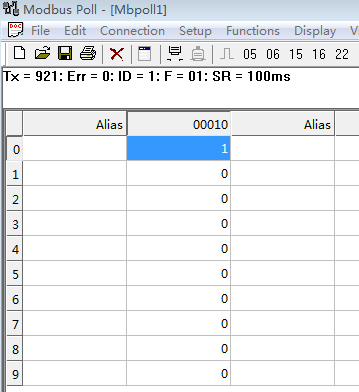 Modbus Poll - [Mbpoll1]
File Edit Connection Setup Functions Display Vi
05 06 15 16 22
Tx = 921: Err = 0: ID = 1: F = 01: SR = 100ms
Alias 00010 Alias
0 1
1 0
2 0
3 0
4 0
5 0
6 0
7 0
8 0
9 0